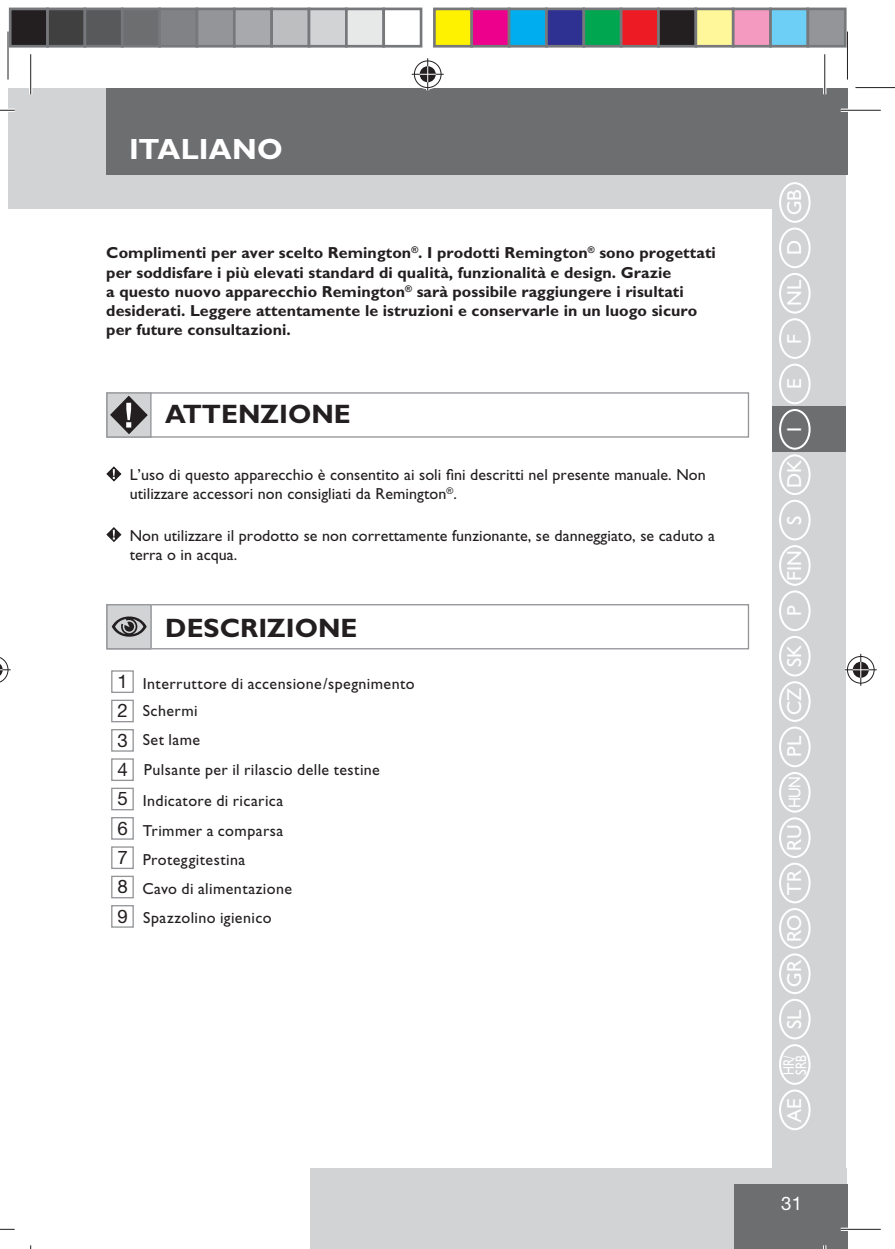 ITALIANO
Complimenti per aver scelto Remington®. I prodotti Remington® sono progettati
per soddisfare i più elevati standard di qualità, funzionalità e design. Grazie
a questo nuovo apparecchio Remington® sarà possibile raggiungere i risultati
desiderati. Leggere attentamente le istruzioni e conservarle in un luogo sicuro
per future consultazioni.
ATTENZIONE
L'uso di questo apparecchio è consentito ai soli fini descritti nel presente manuale. Non
utilizzare accessori non consigliati da Remington®.
Non utilizzare il prodotto se non correttamente funzionante, se danneggiato, se caduto a
terra o in acqua.
DESCRIZIONE
1 Interruttore di accensione/spegnimento
2 Schermi
3 Set lame
4 Pulsante per il rilascio delle testine
5 Indicatore di ricarica
6 Trimmer a comparsa
7 Proteggitestina
8 Cavo di alimentazione
9 Spazzolino igienico
GB
D
NL
F
E
I
DK
S
FIN
P
SK
CZ
PL
HUN
RU
TR
RO
GR
SL
HR/
SRB
AE
31